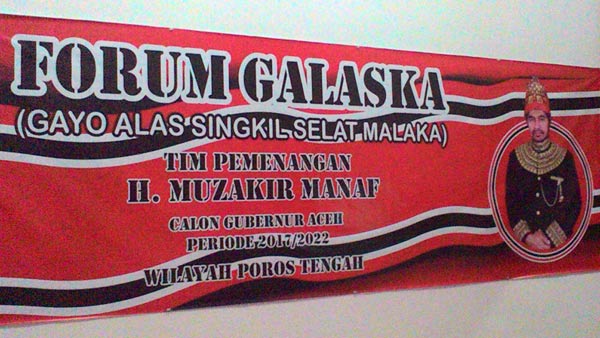 FORUM GALASKA
(GAYO ALAS SINGKIL SELAT MALAKA)
TIM PEMENANGAN
H. MUZAKIR MANAF
CALON GUBERNUR ACEH
PERIODE 2017/2022
WILAYAH POROS TENGAH